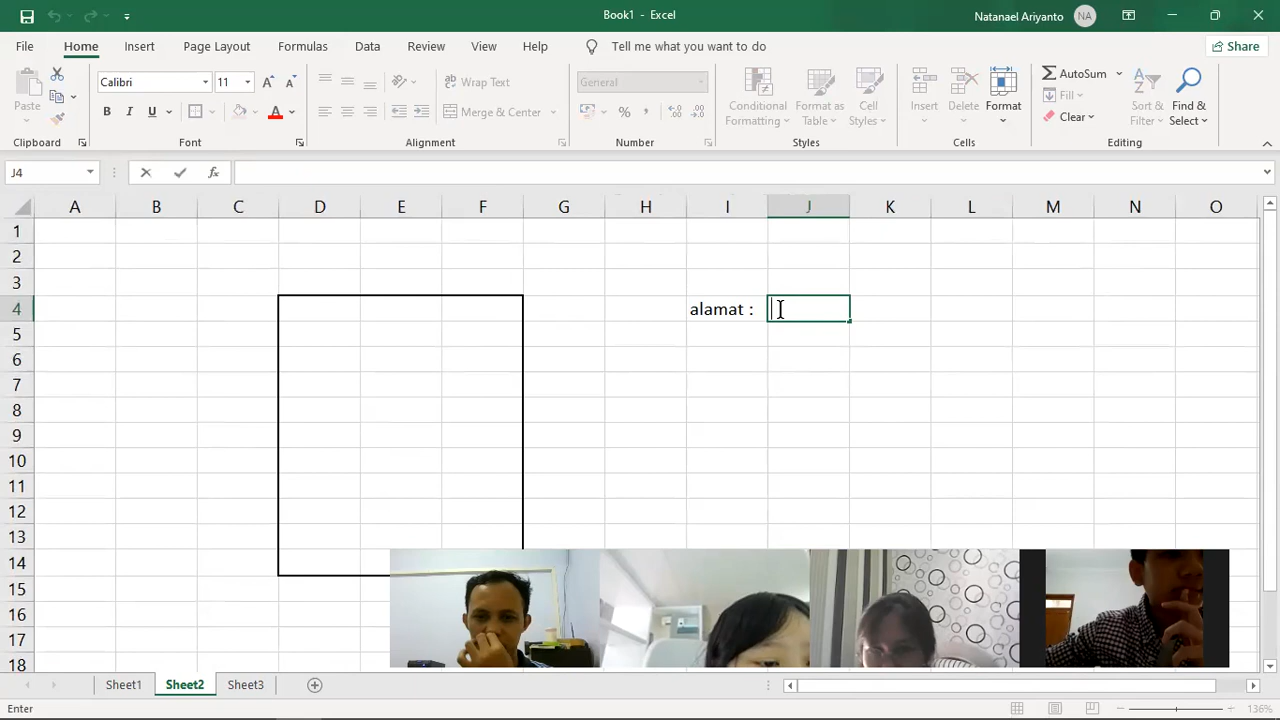 Book1 - Excel
Natanael Ariyanto
NA
File
Home
Insert
Page Layout
Formulas
Data
Review
View
Help
Tell me what you want to do
Share
Paste
Clipboard
Calibri
11
B
I
U
Font
Wrap Text
Merge & Center
Alignment
General
%
Number
Conditional Formatting
Format as Table
Cell Styles
Styles
Insert
Delete
Format
Cells
AutoSum
Fill
Clear
Sort & Filter
Find & Select
Editing
J4
fx
A B C D E F G H I J K L M N O
1
2
3
4 alamat :
5
6
7
8
9
10
11
12
13
14
15
16
17
18
Sheet1
Sheet2
Sheet3
Enter
136%